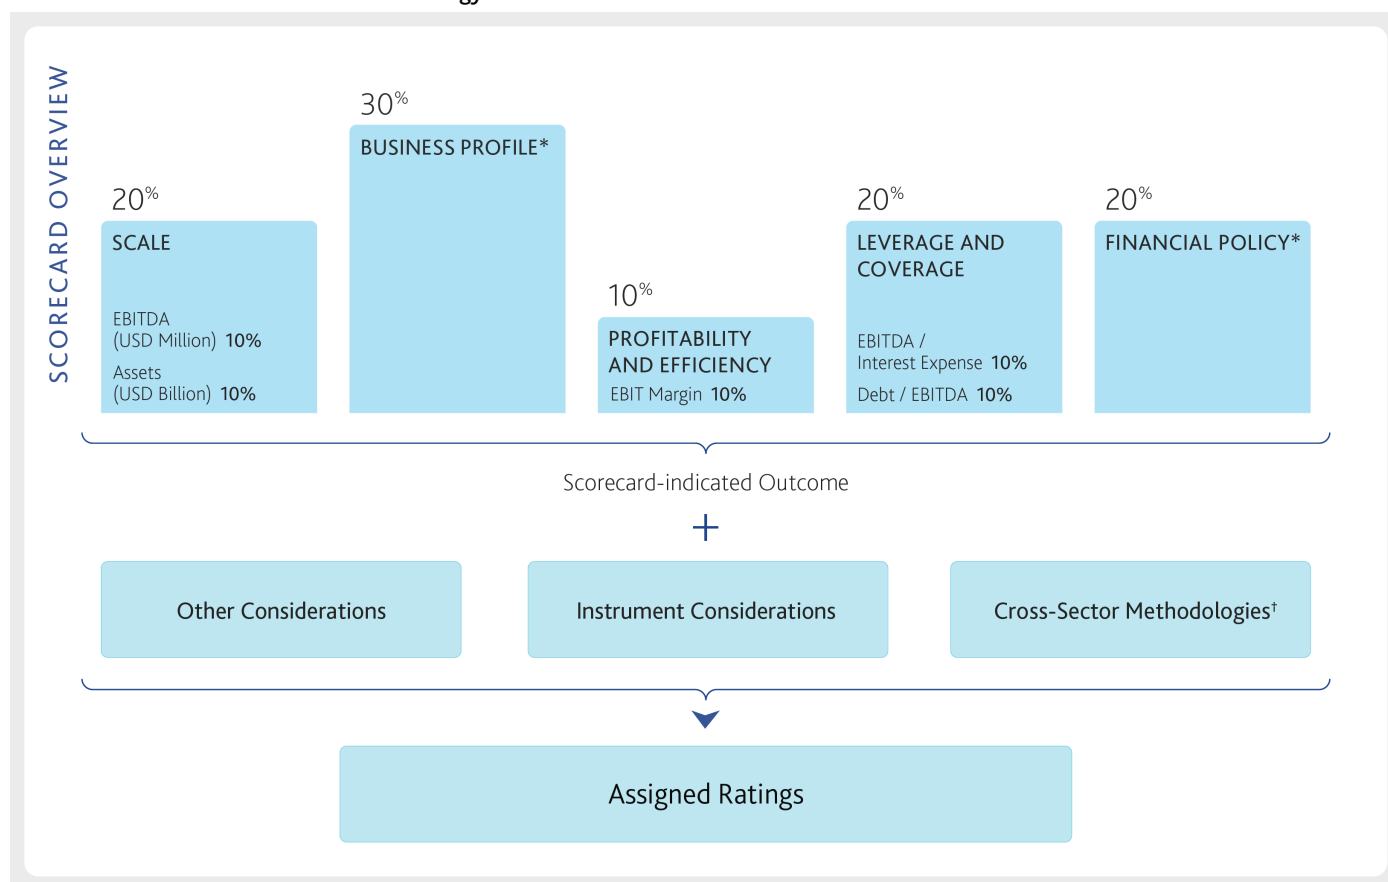 SCORECARD OVERVIEW
20%
SCALE
EBITDA
(USD Million) 10%
Assets
(USD Billion) 10%
30%
BUSINESS PROFILE*
10%
PROFITABILITY
AND EFFICIENCY
EBIT Margin 10%
20%
LEVERAGE AND
COVERAGE
EBITDA /
Interest Expense 10%
Debt / EBITDA 10%
20%
FINANCIAL POLICY*
Scorecard-indicated Outcome
+
Other Considerations
Instrument Considerations
Cross-Sector Methodologies†
Assigned Ratings